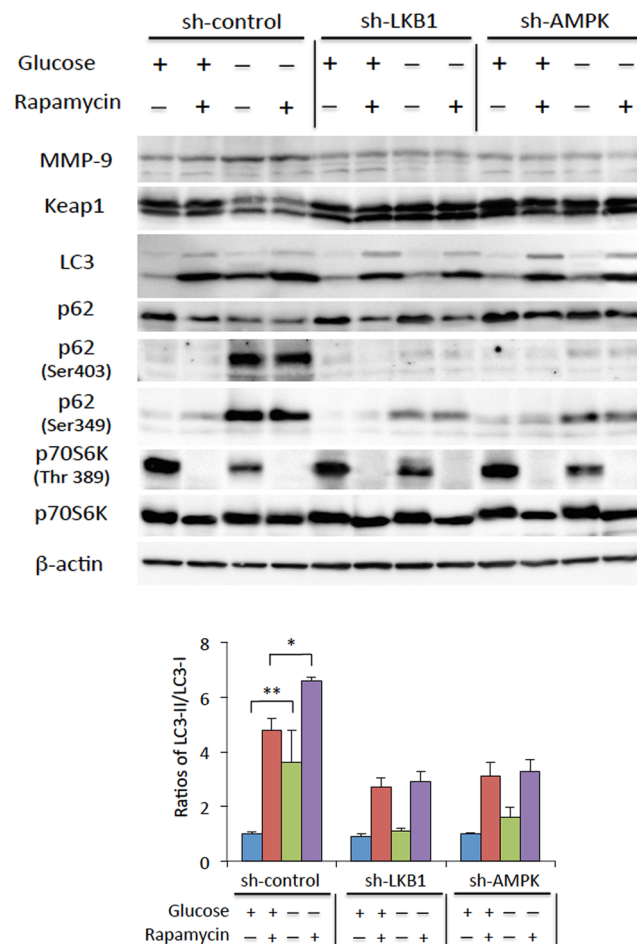 sh-control sh-LKB1 sh-AMPK
Glucose + + − − + + − − + + − −
Rapamycin − + − + − + − + − + − +
MMP-9
Keap1
LC3
p62
p62
(Ser403)
p62
(Ser349)
p70S6K
(Thr 389)
p70S6K
β-actin
Ratios of LC3-II/LC3-I
8
6
4
2
0
*
**
sh-control sh-LKB1 sh-AMPK
Glucose + + − − + + − − + + − −
Rapamycin + + + + + +